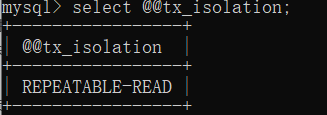 mysql> select @@tx_isolation;
+-----------------+
| @@tx_isolation  |
+-----------------+
| REPEATABLE-READ |
+-----------------+